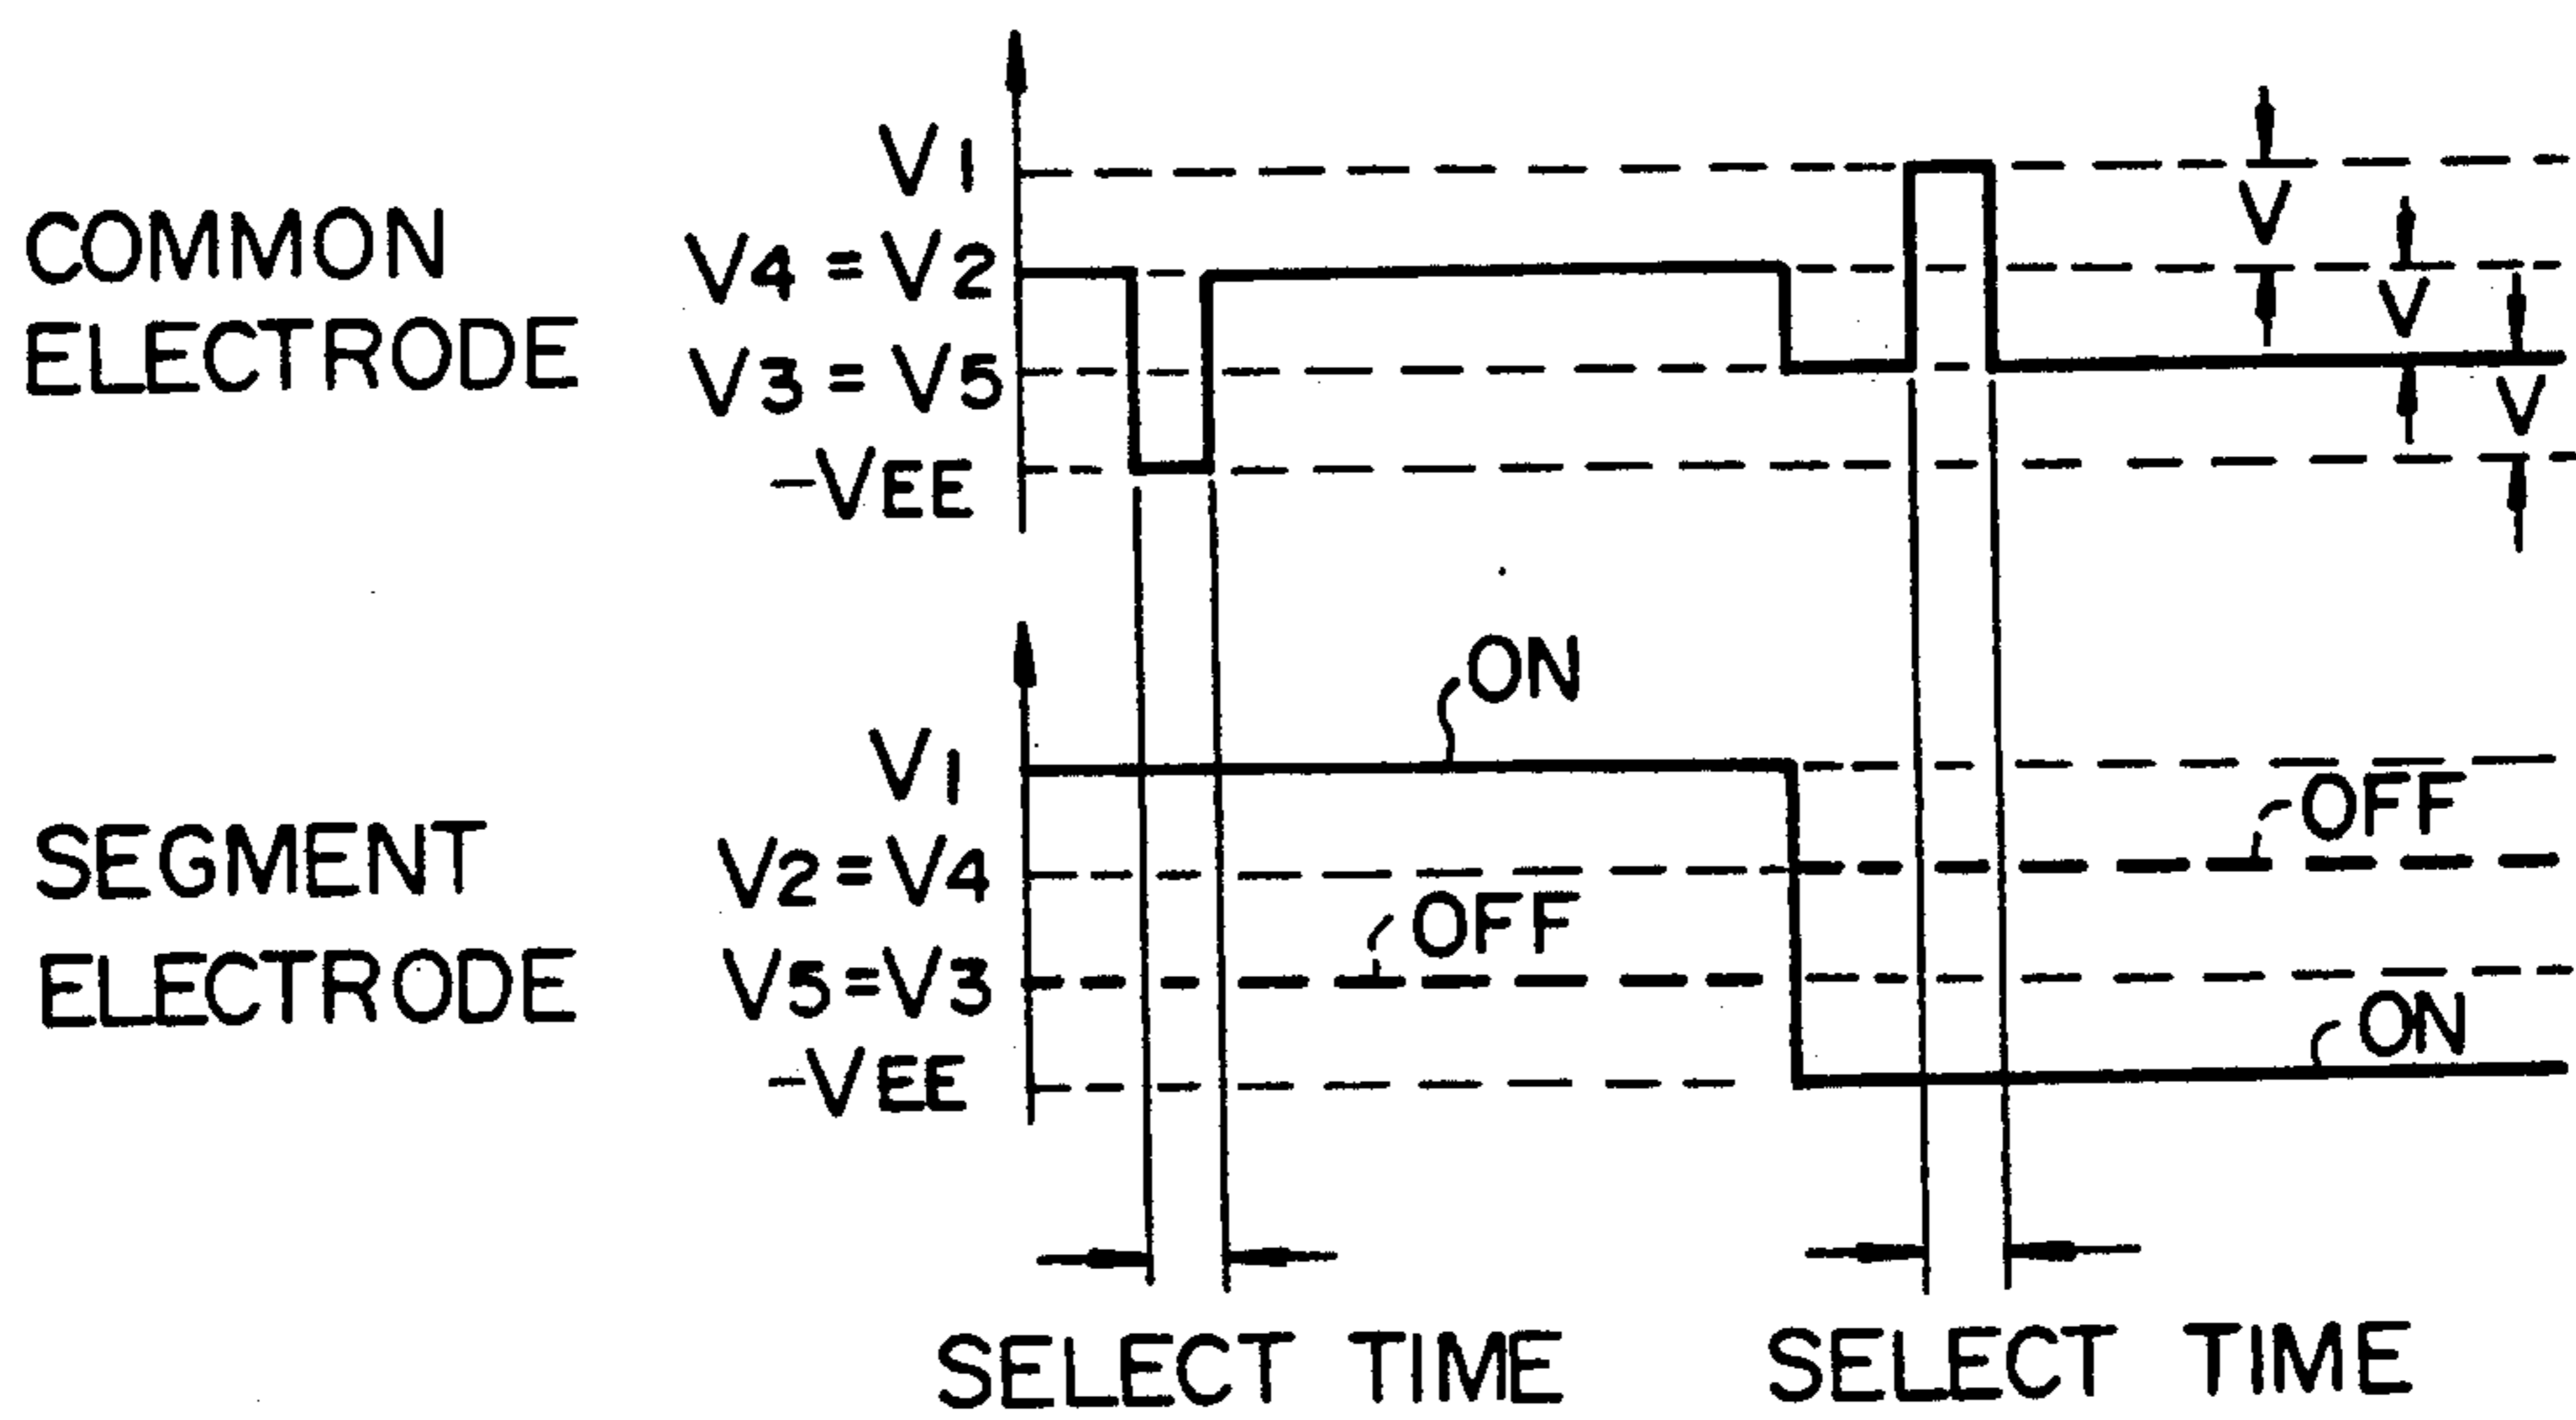 COMMON
ELECTRODE
V1
V4 = V2
V3 = V5
-VEE
V
V
V
SEGMENT
ELECTRODE
V1
V2 = V4
V5 = V3
-VEE
ON
OFF
OFF
ON
SELECT TIME
SELECT TIME